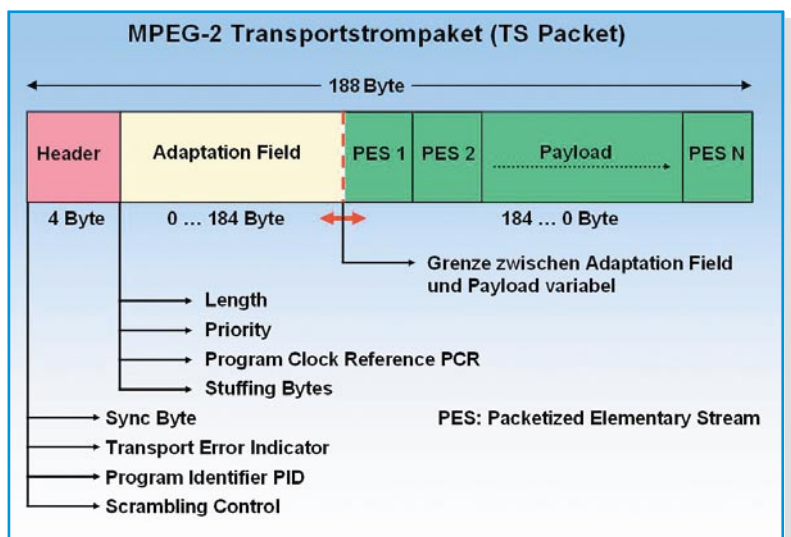 MPEG-2 Transportstrompaket (TS Packet)
188 Byte
Header
Adaptation Field
PES 1
PES 2
Payload
PES N
4 Byte
0 ... 184 Byte
184 ... 0 Byte
Grenze zwischen Adaptation Field
und Payload variabel
Length
Priority
Program Clock Reference PCR
Stuffing Bytes
Sync Byte
PES: Packetized Elementary Stream
Transport Error Indicator
Program Identifier PID
Scrambling Control